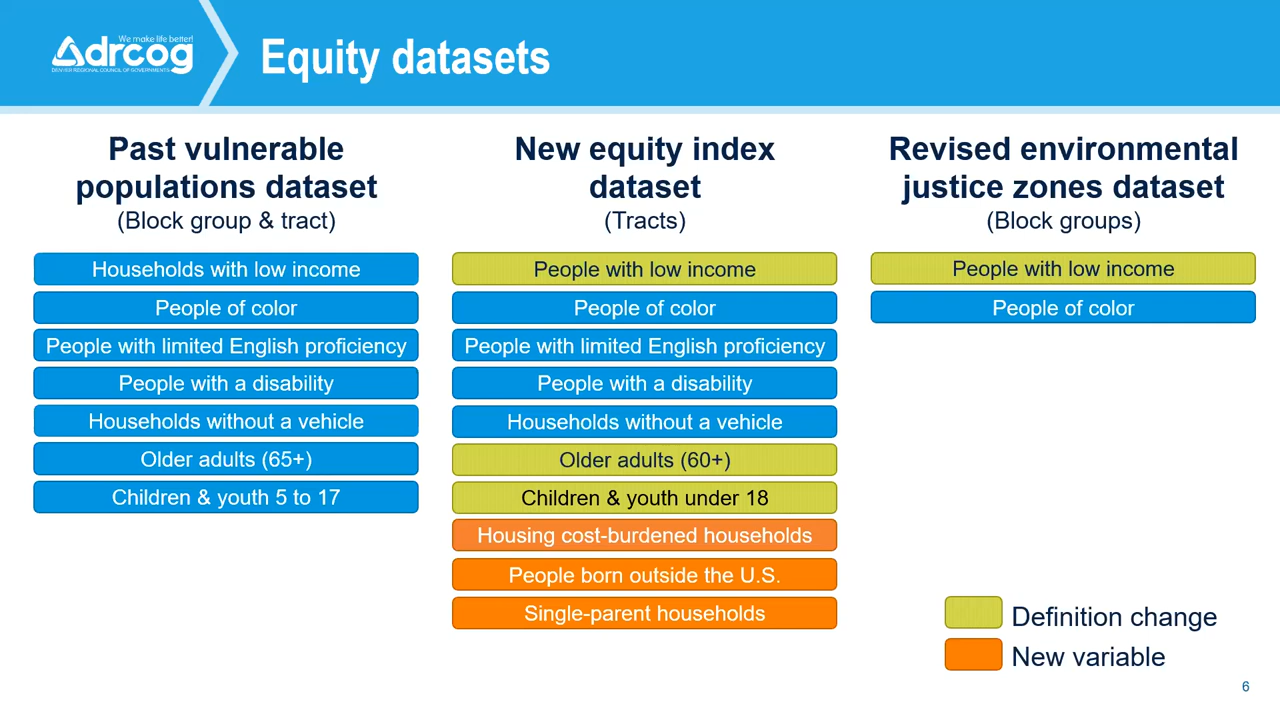 We make life better!
drcog
DENVER REGIONAL COUNCIL OF GOVERNMENTS
Equity datasets
Past vulnerable
populations dataset
(Block group & tract)
Households with low income
People of color
People with limited English proficiency
People with a disability
Households without a vehicle
Older adults (65+)
Children & youth 5 to 17
New equity index
dataset
(Tracts)
People with low income
People of color
People with limited English proficiency
People with a disability
Households without a vehicle
Older adults (60+)
Children & youth under 18
Housing cost-burdened households
People born outside the U.S.
Single-parent households
Revised environmental
justice zones dataset
(Block groups)
People with low income
People of color
Definition change
New variable
6